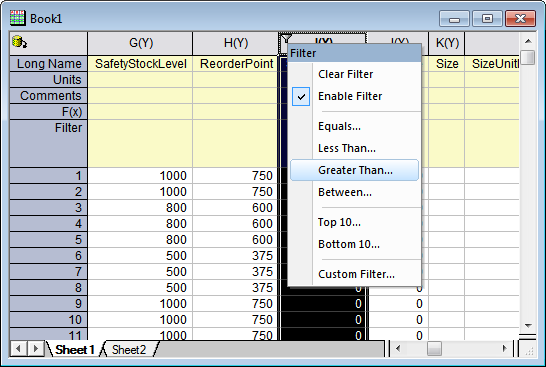 Book1
G(Y) H(Y) I(Y) J(Y) K(Y)
Filter
Long Name SafetyStockLevel ReorderPoint Size
Units
Comments
F(x)
Filter
Clear Filter
Enable Filter
Equals...
Less Than...
Greater Than...
Between...
Top 10...
Bottom 10...
Custom Filter...
1 1000 750
2 1000 750
3 800 600
4 800 600
5 800 600
6 500 375
7 500 375
8 500 375 0 0
9 1000 750 0 0
10 1000 750 0 0
11 1000 750 0 0
Sheet1 Sheet2